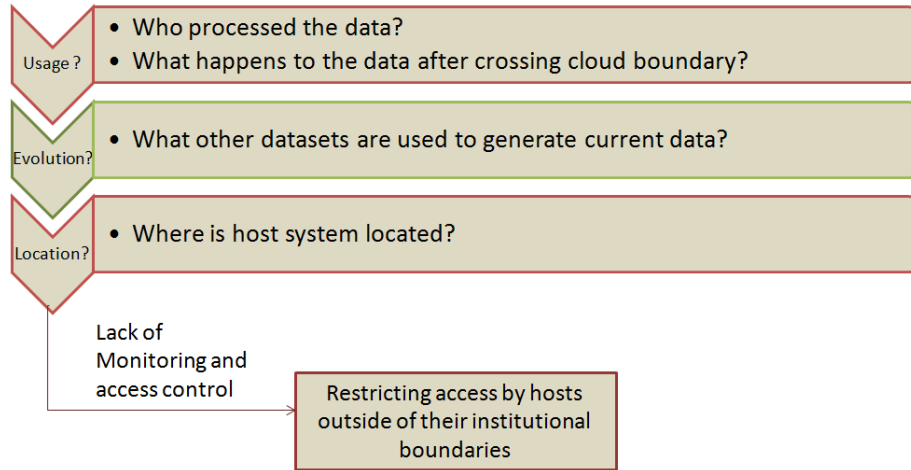 Usage ?
• Who processed the data?
• What happens to the data after crossing cloud boundary?
Evolution?
• What other datasets are used to generate current data?
Location?
• Where is host system located?
Lack of
Monitoring and
access control
Restricting access by hosts
outside of their institutional
boundaries